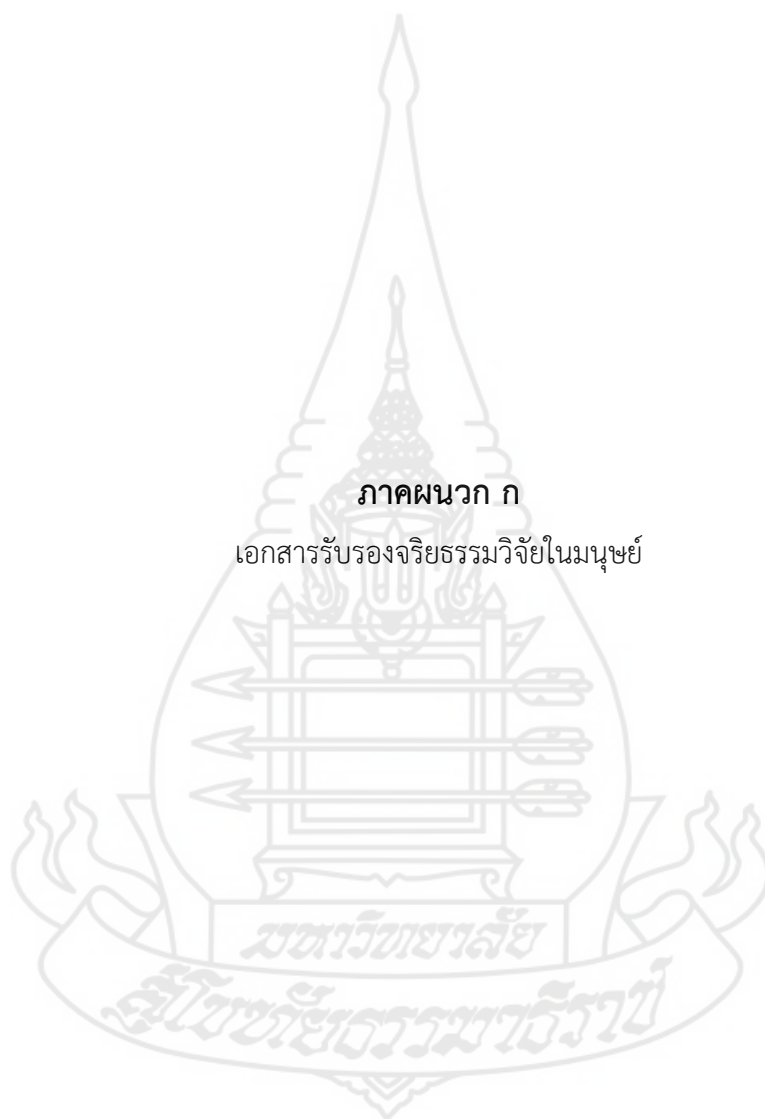 ภาคผนวก ก
เอกสารรับรองจริยธรรมวิจัยในมนุษย์
มหาวิทยาลัย
สุโขทัยธรรมาธิราช